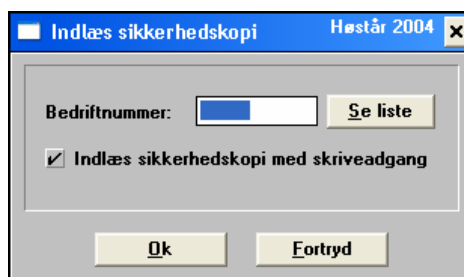 Indlæs sikkerhedskopi Høstår 2004
Bedriftnummer: Se liste
Indlæs sikkerhedskopi med skriveadgang
Ok Fortryd